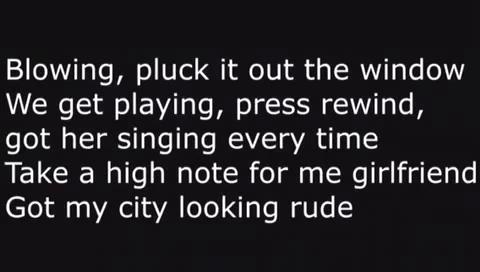 Blowing, pluck it out the window
We get playing, press rewind,
got her singing every time
Take a high note for me girlfriend
Got my city looking rude